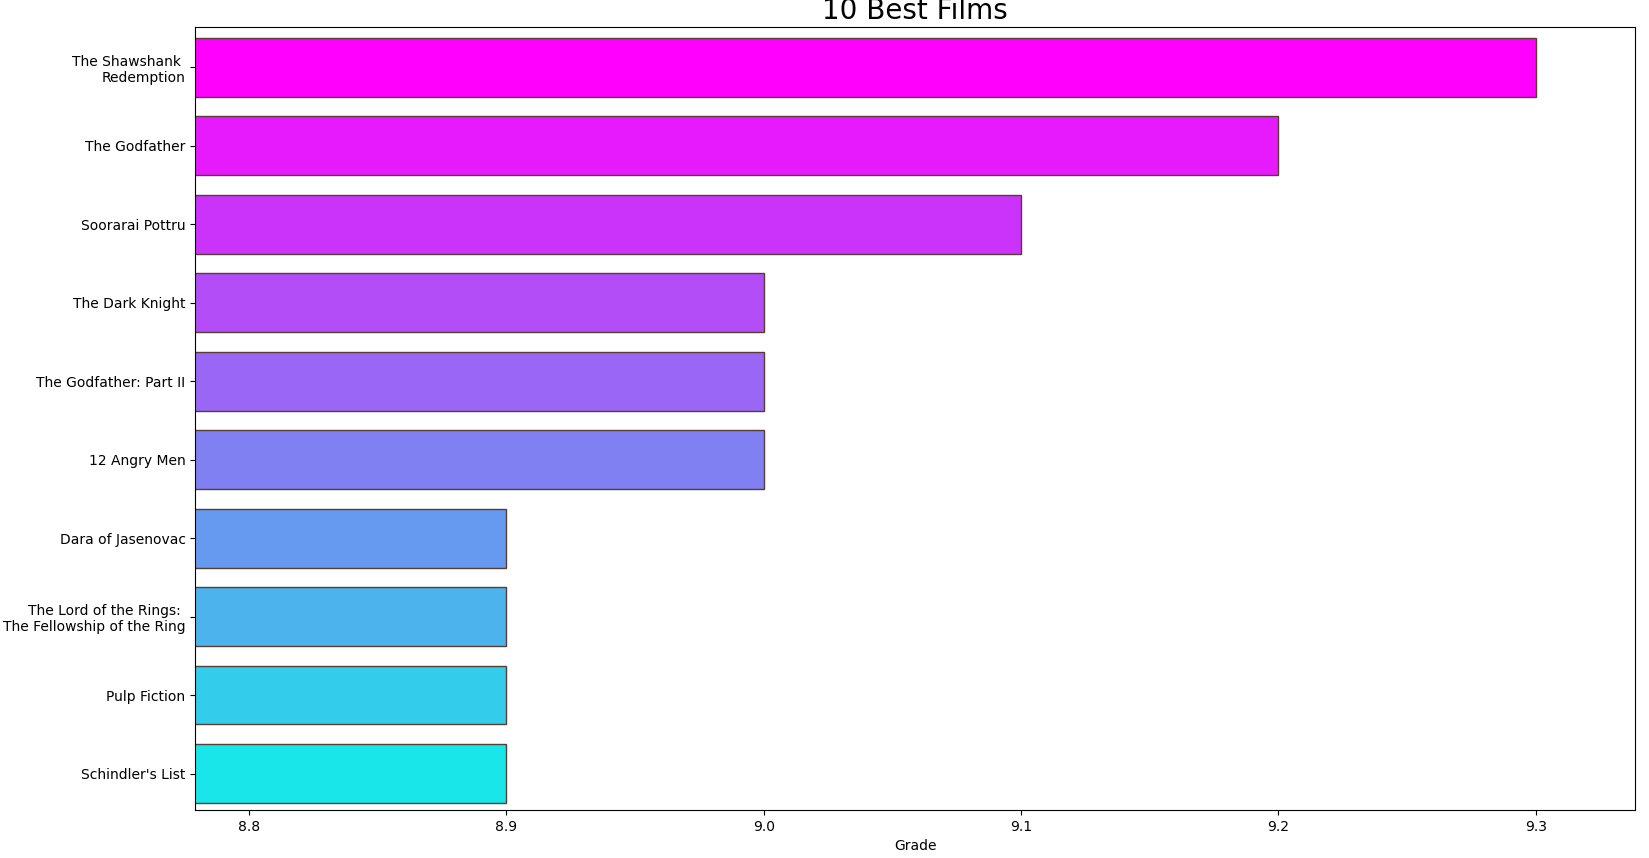 10 Best Films
The Shawshank
Redemption
The Godfather
Soorarai Pottru
The Dark Knight
The Godfather: Part II
12 Angry Men
Dara of Jasenovac
The Lord of the Rings:
The Fellowship of the Ring
Pulp Fiction
Schindler's List
8.8 8.9 9.0 9.1 9.2 9.3
Grade